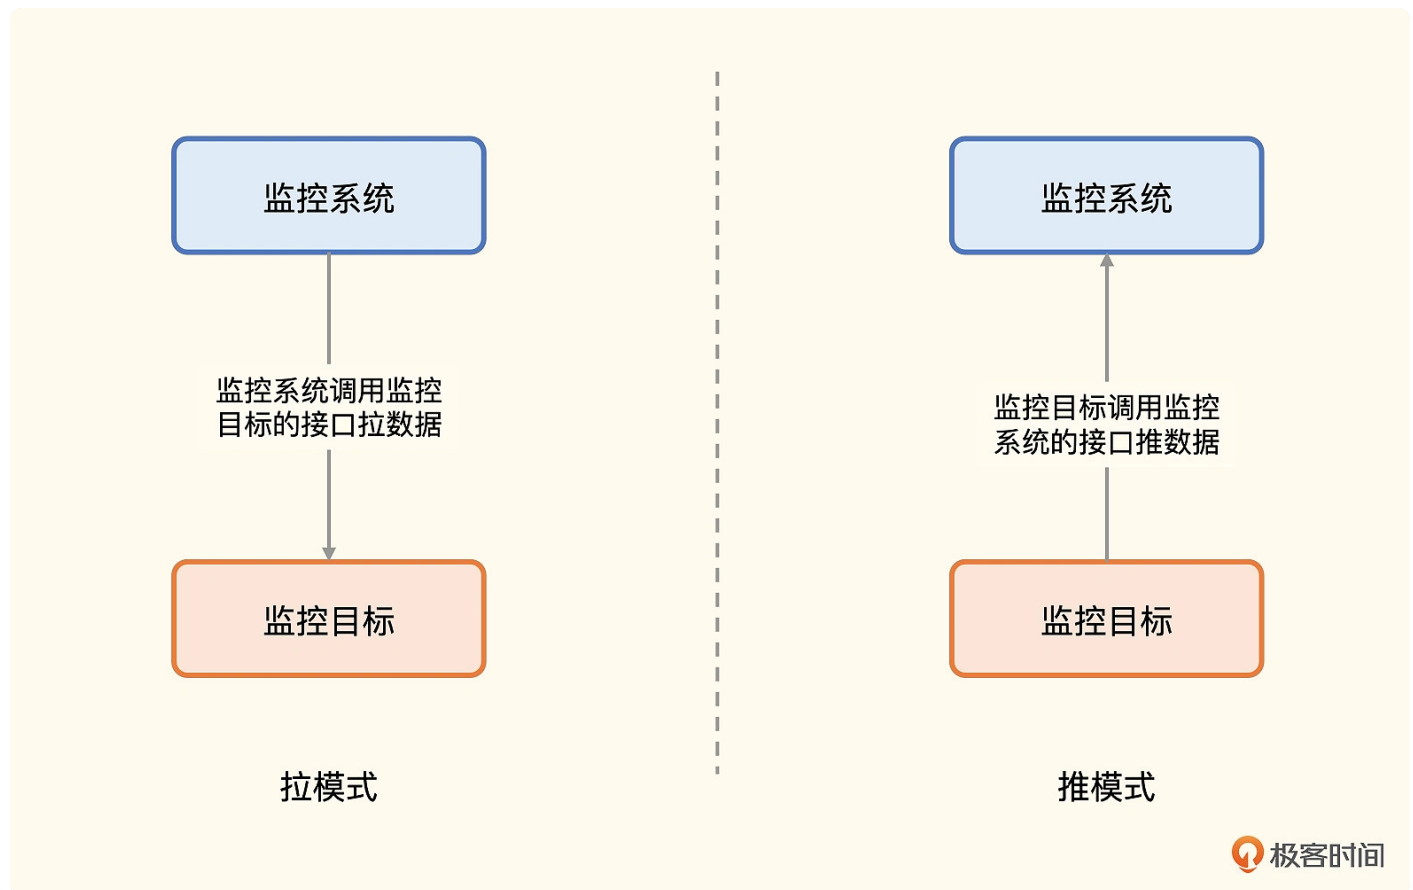 监控系统
监控系统调用监控
目标的接口拉数据
监控目标
拉模式
监控系统
监控目标调用监控
系统的接口推数据
监控目标
推模式
极客时间